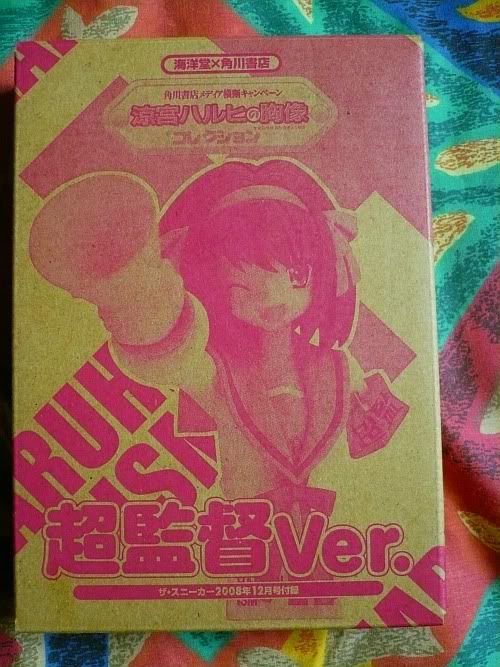 海洋堂×角川書店
角川書店メディア横断キャンペーン
涼宮ハルヒの胸像
コレクション
超
ARUH
超監督Ver.
ザ・スニーカー2008年12月号付録